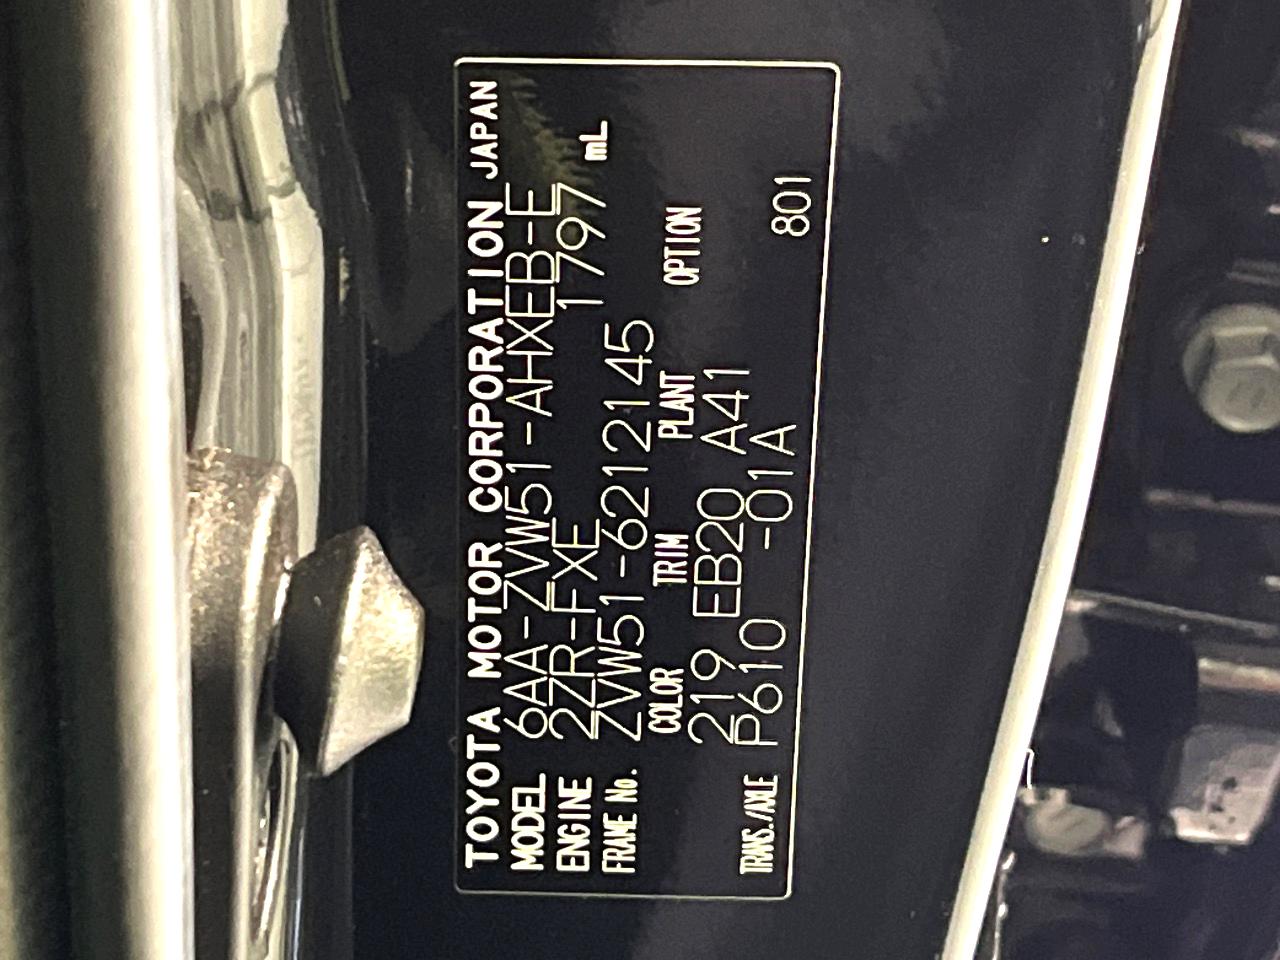 TOYOTA MOTOR CORPORATION JAPAN
MODEL 6AA-ZVW51-AHXEB-E
ENGINE 2ZR-FXE 1797 mL
FRAME No. ZVW51-6212145
COLOR TRIM PLANT OPTION
219 EB20 A41
TRANS./AXLE P610 -01A 801